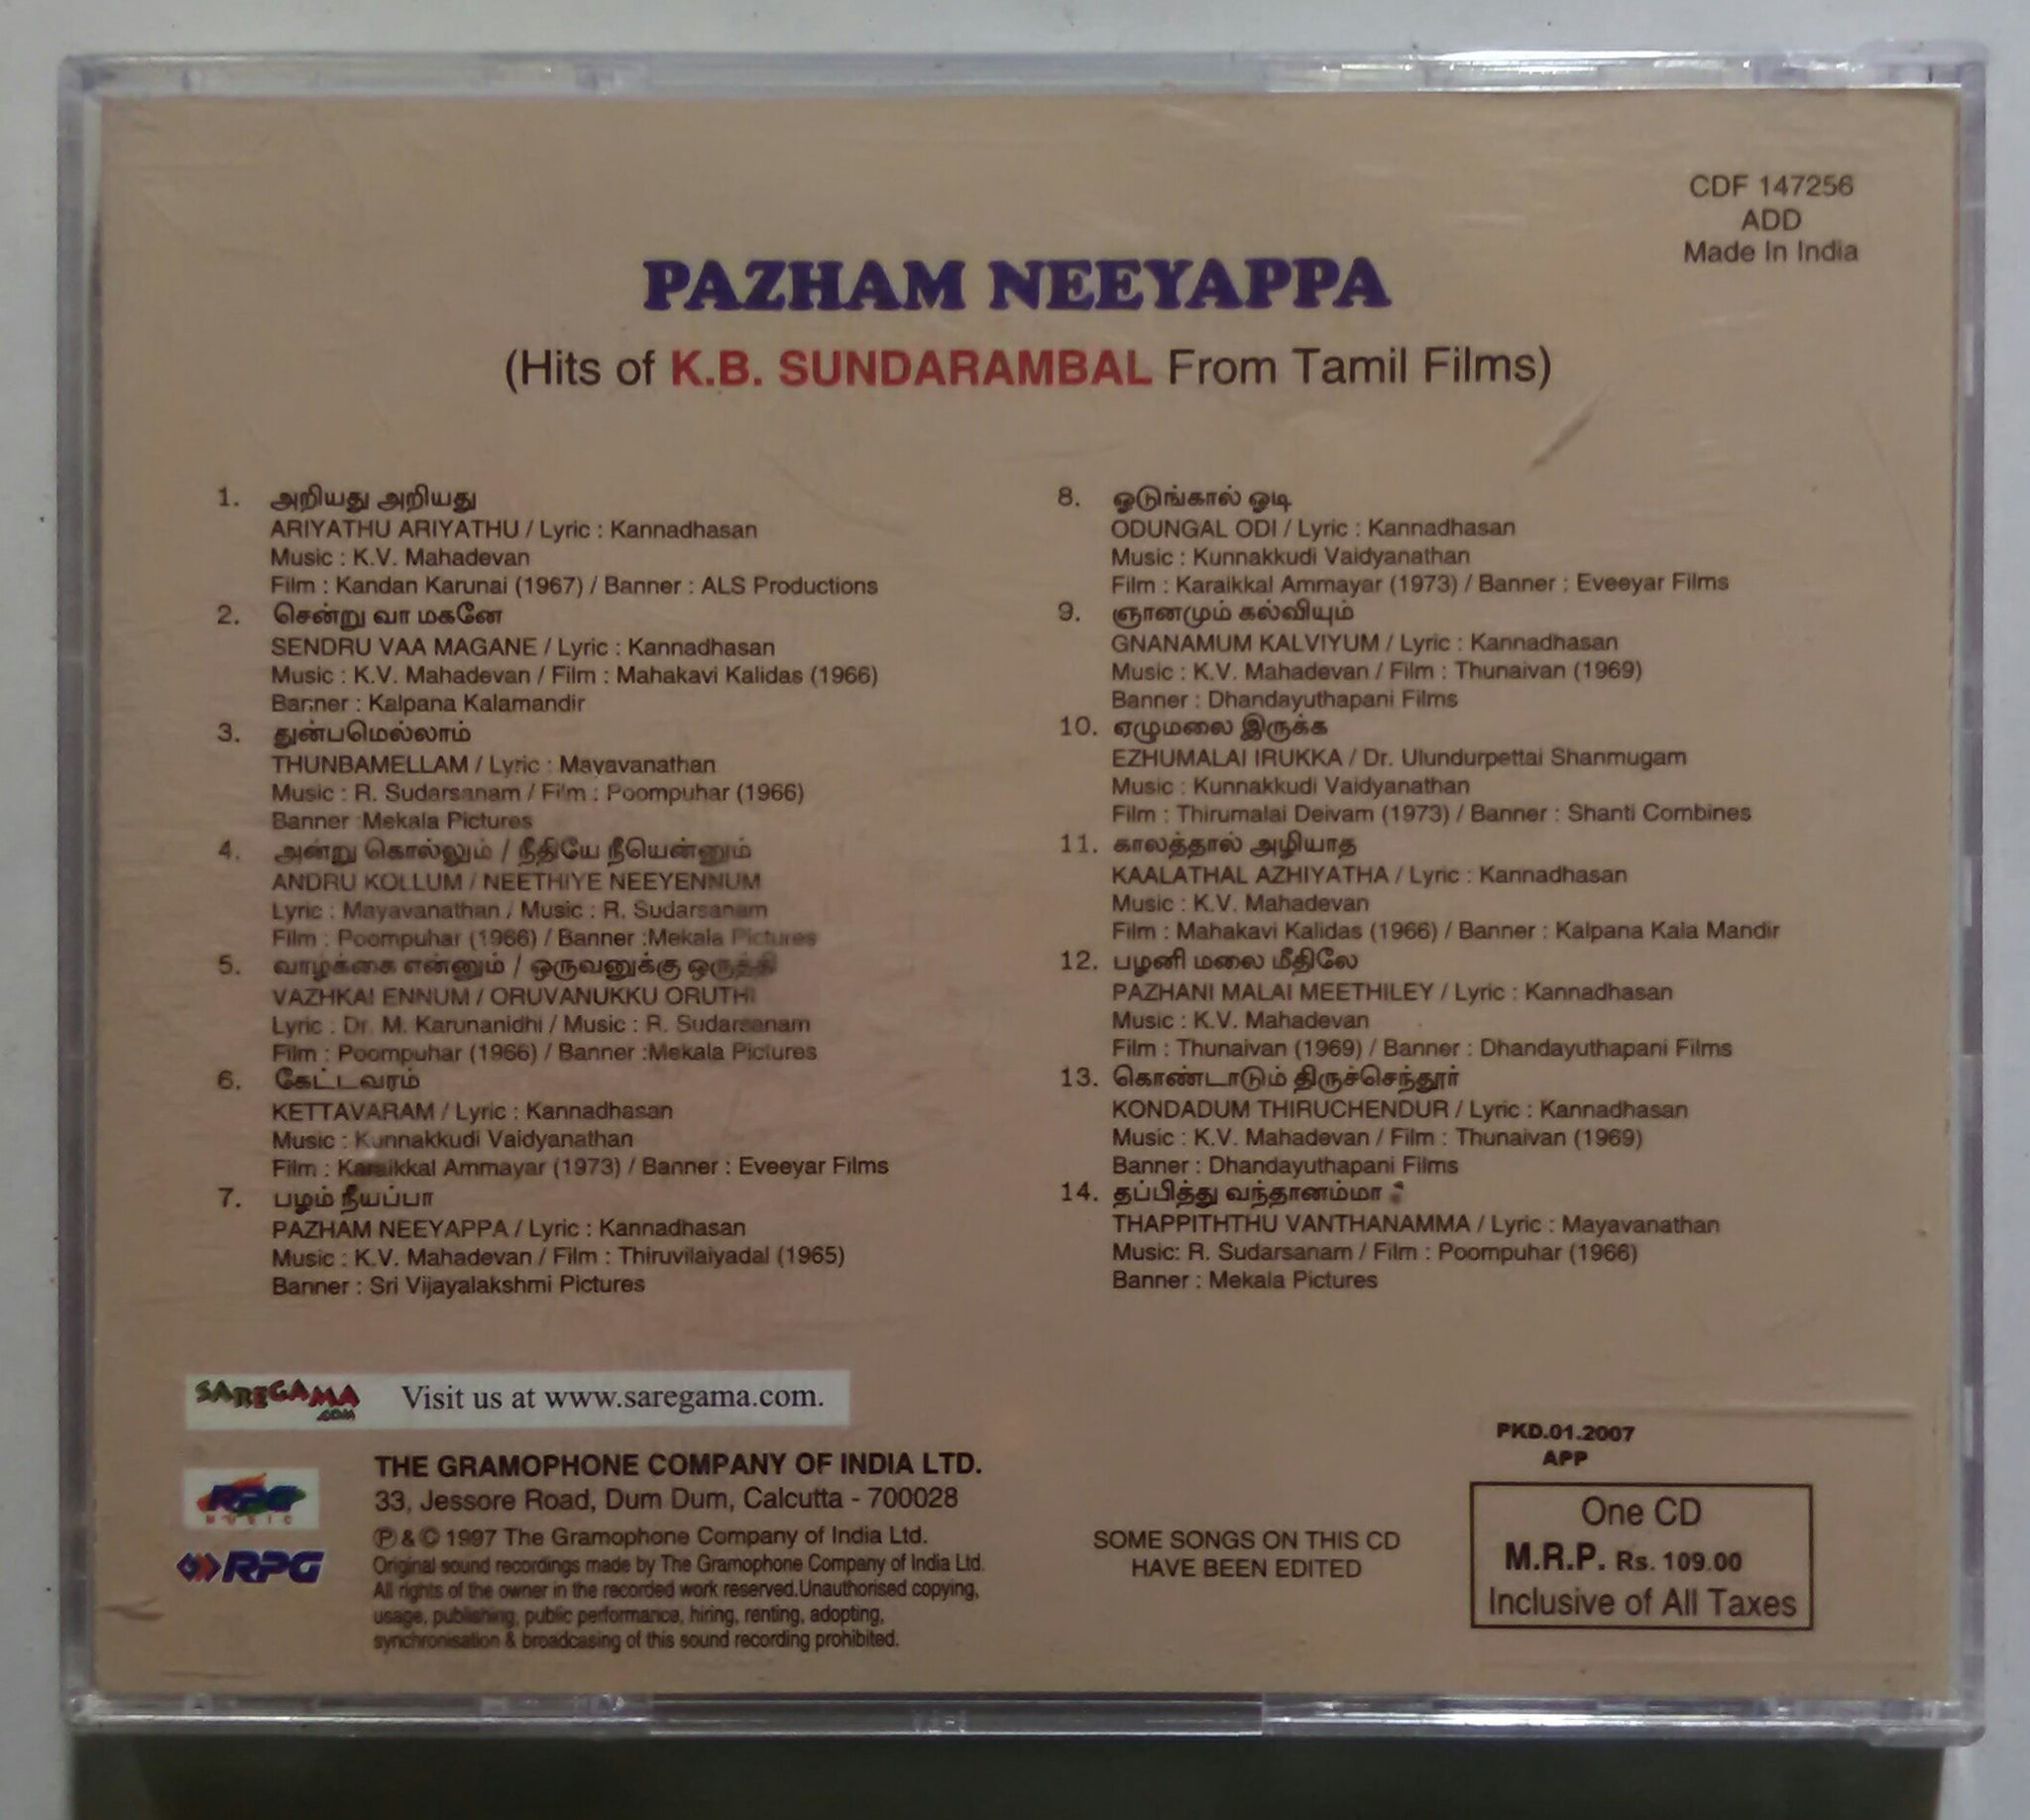 CDF 147256
ADD
Made In India
PAZHAM NEEYAPPA
(Hits of K.B. SUNDARAMBAL From Tamil Films)
1. அறியது அறியது
ARIYATHU ARIYATHU / Lyric : Kannadhasan
Music : K.V. Mahadevan
Film : Kandan Karunai (1967) / Banner : ALS Productions
2. சென்று வா மகனே
SENDRU VAA MAGANE / Lyric : Kannadhasan
Music : K.V. Mahadevan / Film : Mahakavi Kalidas (1966)
Banner : Kalpana Kalamandir
3. துன்பமெல்லாம்
THUNBAMELLAM / Lyric : Mayavanathan
Music : R. Sudarsanam / Film : Poompuhar (1966)
Banner :Mekala Pictures
4. அன்று கொல்லும் / நீதியே நீயென்னும்
ANDRU KOLLUM / NEETHIYE NEEYENNUM
Lyric : Mayavanathan / Music : R. Sudarsanam
Film : Poompuhar (1966) / Banner :Mekala Pictures
5. வாழ்க்கை என்னும் / ஒருவனுக்கு ஒருத்தி
VAZHKAI ENNUM / ORUVANUKKU ORUTHI
Lyric : Dr. M. Karunanidhi / Music : R. Sudarsanam
Film : Poompuhar (1966) / Banner :Mekala Pictures
6. கேட்டவரம்
KETTAVARAM / Lyric : Kannadhasan
Music : Kunnakkudi Vaidyanathan
Film : Karaikkal Ammayar (1973) / Banner : Eveeyar Films
7. பழம் நீயப்பா
PAZHAM NEEYAPPA / Lyric : Kannadhasan
Music : K.V. Mahadevan / Film : Thiruvilaiyadal (1965)
Banner : Sri Vijayalakshmi Pictures
8. ஓடுங்கால் ஓடி
ODUNGAL ODI / Lyric : Kannadhasan
Music : Kunnakkudi Vaidyanathan
Film : Karaikkal Ammayar (1973) / Banner : Eveeyar Films
9. ஞானமும் கல்வியும்
GNANAMUM KALVIYUM / Lyric : Kannadhasan
Music : K.V. Mahadevan / Film : Thunaivan (1969)
Banner : Dhandayuthapani Films
10. ஏழுமலை இருக்க
EZHUMALAI IRUKKA / Dr. Ulundurpettai Shanmugam
Music : Kunnakkudi Vaidyanathan
Film : Thirumalai Deivam (1973) / Banner : Shanti Combines
11. காலத்தால் அழியாத
KAALATHAL AZHIYATHA / Lyric : Kannadhasan
Music : K.V. Mahadevan
Film : Mahakavi Kalidas (1966) / Banner : Kalpana Kala Mandir
12. பழனி மலை மீதிலே
PAZHANI MALAI MEETHILEY / Lyric : Kannadhasan
Music : K.V. Mahadevan
Film : Thunaivan (1969) / Banner : Dhandayuthapani Films
13. கொண்டாடும் திருச்செந்தூர்
KONDADUM THIRUCHENDUR / Lyric : Kannadhasan
Music : K.V. Mahadevan / Film : Thunaivan (1969)
Banner : Dhandayuthapani Films
14. தப்பித்து வந்தானம்மா
THAPPITHTHU VANTHANAMMA / Lyric : Mayavanathan
Music: R. Sudarsanam / Film : Poompuhar (1966)
Banner : Mekala Pictures
SAREGAMA .COM Visit us at www.saregama.com.
RPG MUSIC
RPG
THE GRAMOPHONE COMPANY OF INDIA LTD.
33, Jessore Road, Dum Dum, Calcutta - 700028
℗ & © 1997 The Gramophone Company of India Ltd.
Original sound recordings made by The Gramophone Company of India Ltd.
All rights of the owner in the recorded work reserved.Unauthorised copying,
usage, publishing, public performance, hiring, renting, adopting,
synchronisation & broadcasing of this sound recording prohibited.
SOME SONGS ON THIS CD
HAVE BEEN EDITED
PKD.01.2007
APP
One CD
M.R.P. Rs. 109.00
Inclusive of All Taxes